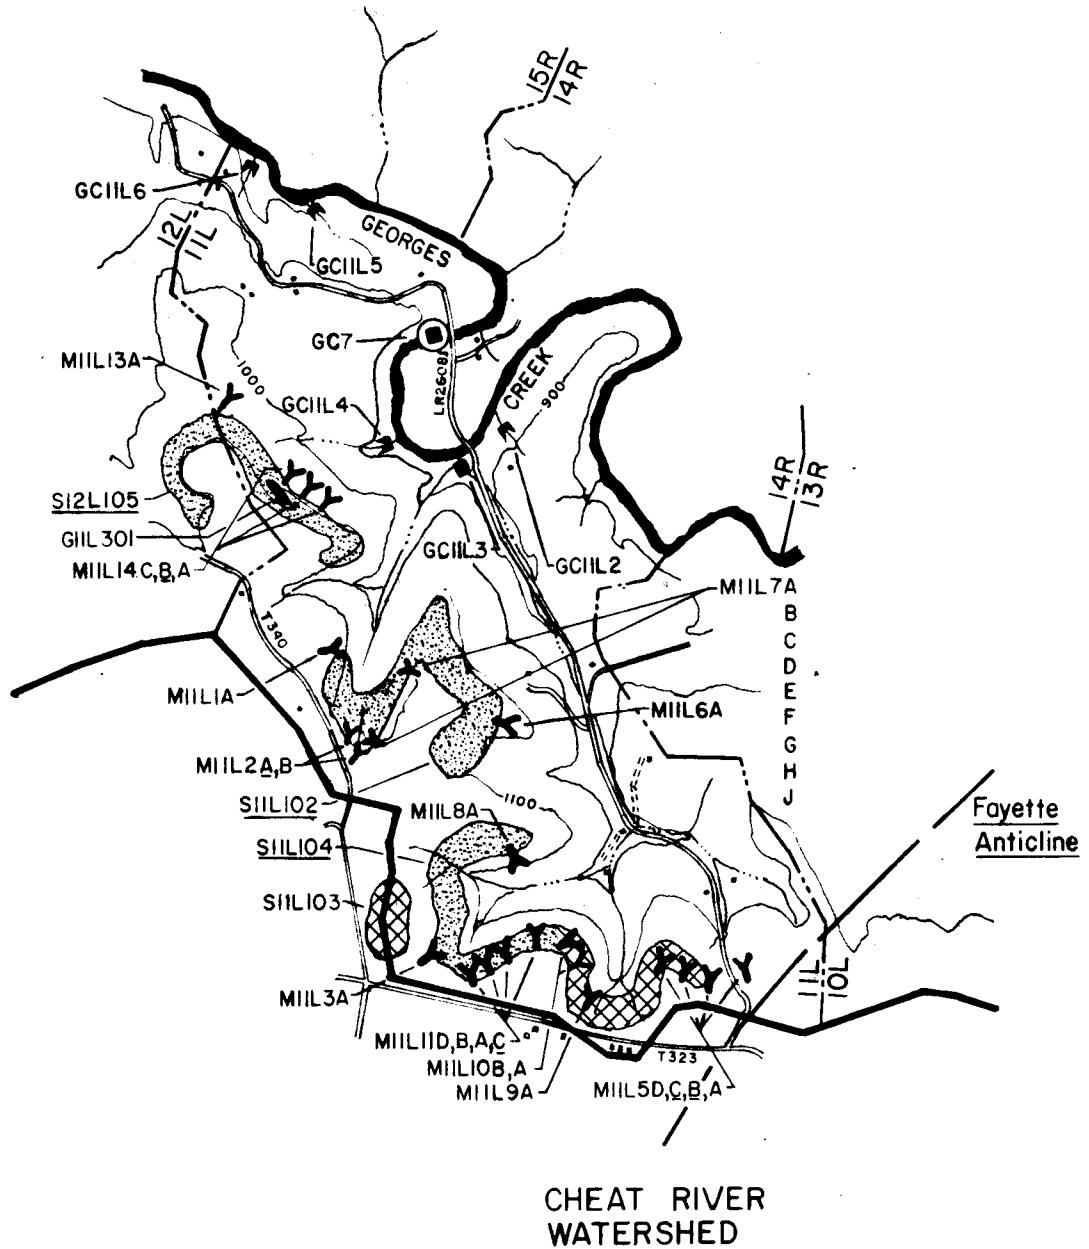 15R
14R
GC11L6
GEORGES
12L
11L
GC11L5
GC7
M11L13A
1000
LR26081
CREEK
900
GC11L4
14R
13R
S12L105
G11L301
GC11L3
GC11L2
M11L14C,B,A
M11L7A
B
C
D
E
F
G
H
J
T340
M11L1A
M11L6A
M11L2A,B
S11L102
1100
M11L8A
Fayette
Anticline
S11L104
S11L103
11L
10L
M11L3A
M11L11D,B,A,C
M11L10B,A
T323
M11L9A
M11L5D,C,B,A
CHEAT RIVER
WATERSHED